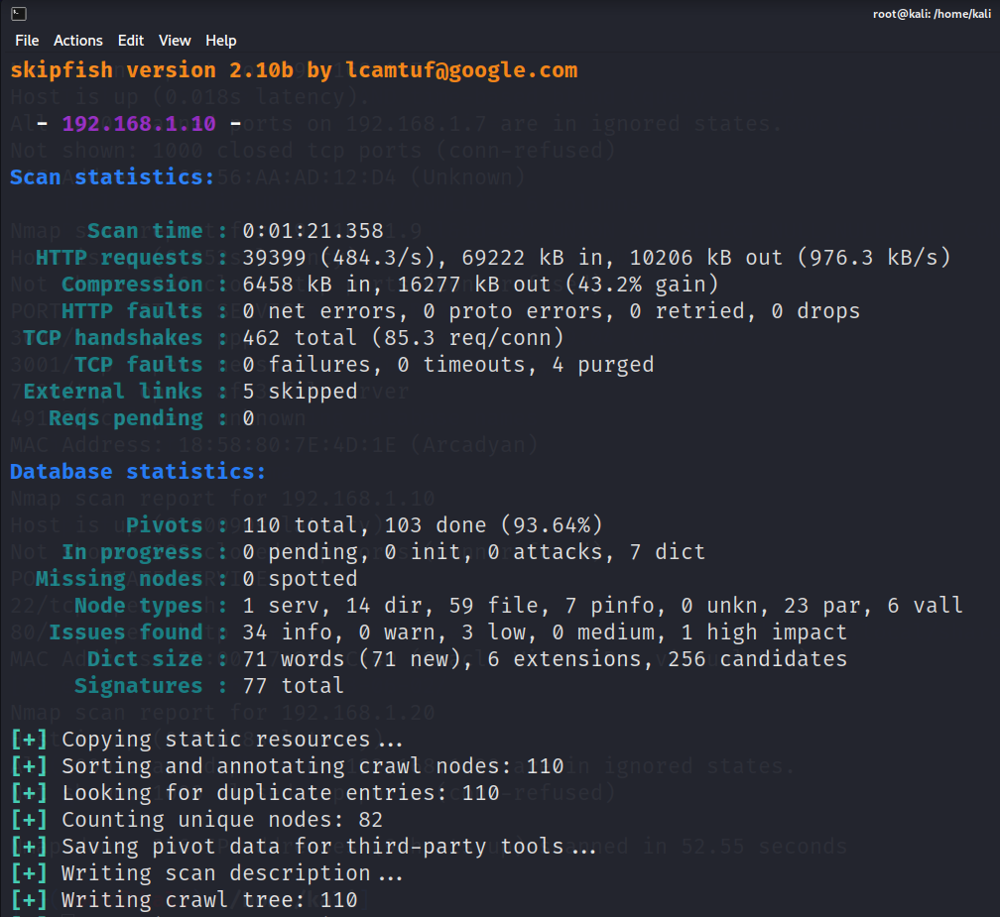 root@kali: /home/kali
File Actions Edit View Help
skipfish version 2.10b by lcamtuf@google.com
- 192.168.1.10 -
Scan statistics:
Scan time : 0:01:21.358
HTTP requests : 39399 (484.3/s), 69222 kB in, 10206 kB out (976.3 kB/s)
Compression : 6458 kB in, 16277 kB out (43.2% gain)
HTTP faults : 0 net errors, 0 proto errors, 0 retried, 0 drops
TCP handshakes : 462 total (85.3 req/conn)
TCP faults : 0 failures, 0 timeouts, 4 purged
External links : 5 skipped
Reqs pending : 0
Database statistics:
Pivots : 110 total, 103 done (93.64%)
In progress : 0 pending, 0 init, 0 attacks, 7 dict
Missing nodes : 0 spotted
Node types : 1 serv, 14 dir, 59 file, 7 pinfo, 0 unkn, 23 par, 6 vall
Issues found : 34 info, 0 warn, 3 low, 0 medium, 1 high impact
Dict size : 71 words (71 new), 6 extensions, 256 candidates
Signatures : 77 total
[+] Copying static resources...
[+] Sorting and annotating crawl nodes: 110
[+] Looking for duplicate entries: 110
[+] Counting unique nodes: 82
[+] Saving pivot data for third-party tools...
[+] Writing scan description...
[+] Writing crawl tree: 110